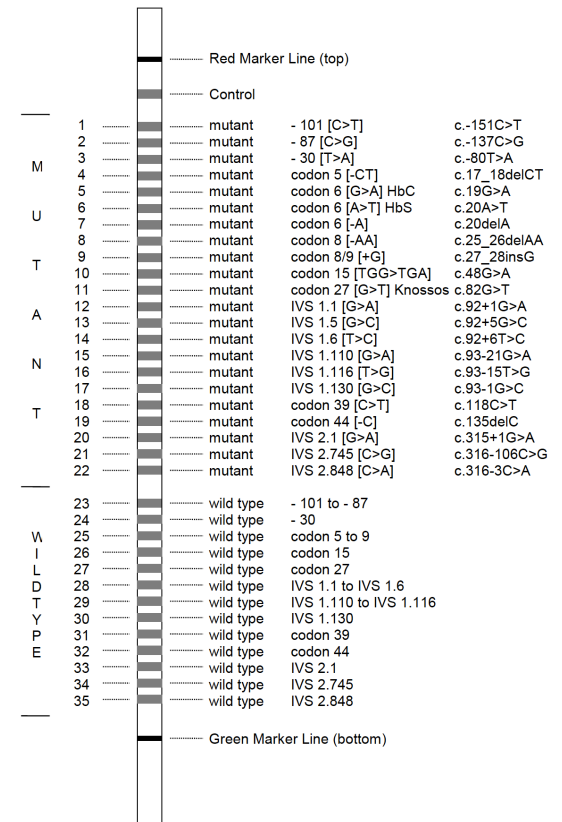 Red Marker Line (top)
Control
1 mutant - 101 [C>T] c.-151C>T
2 mutant - 87 [C>G] c.-137C>G
3 mutant - 30 [T>A] c.-80T>A
4 mutant codon 5 [-CT] c.17_18delCT
5 mutant codon 6 [G>A] HbC c.19G>A
6 mutant codon 6 [A>T] HbS c.20A>T
7 mutant codon 6 [-A] c.20delA
8 mutant codon 8 [-AA] c.25_26delAA
9 mutant codon 8/9 [+G] c.27_28insG
10 mutant codon 15 [TGG>TGA] c.48G>A
11 mutant codon 27 [G>T] Knossos c.82G>T
12 mutant IVS 1.1 [G>A] c.92+1G>A
13 mutant IVS 1.5 [G>C] c.92+5G>C
14 mutant IVS 1.6 [T>C] c.92+6T>C
15 mutant IVS 1.110 [G>A] c.93-21G>A
16 mutant IVS 1.116 [T>G] c.93-15T>G
17 mutant IVS 1.130 [G>C] c.93-1G>C
18 mutant codon 39 [C>T] c.118C>T
19 mutant codon 44 [-C] c.135delC
20 mutant IVS 2.1 [G>A] c.315+1G>A
21 mutant IVS 2.745 [C>G] c.316-106C>G
22 mutant IVS 2.848 [C>A] c.316-3C>A
MUTANT
23 wild type - 101 to - 87
24 wild type - 30
25 wild type codon 5 to 9
26 wild type codon 15
27 wild type codon 27
28 wild type IVS 1.1 to IVS 1.6
29 wild type IVS 1.110 to IVS 1.116
30 wild type IVS 1.130
31 wild type codon 39
32 wild type codon 44
33 wild type IVS 2.1
34 wild type IVS 2.745
35 wild type IVS 2.848
WILDTYPE
Green Marker Line (bottom)